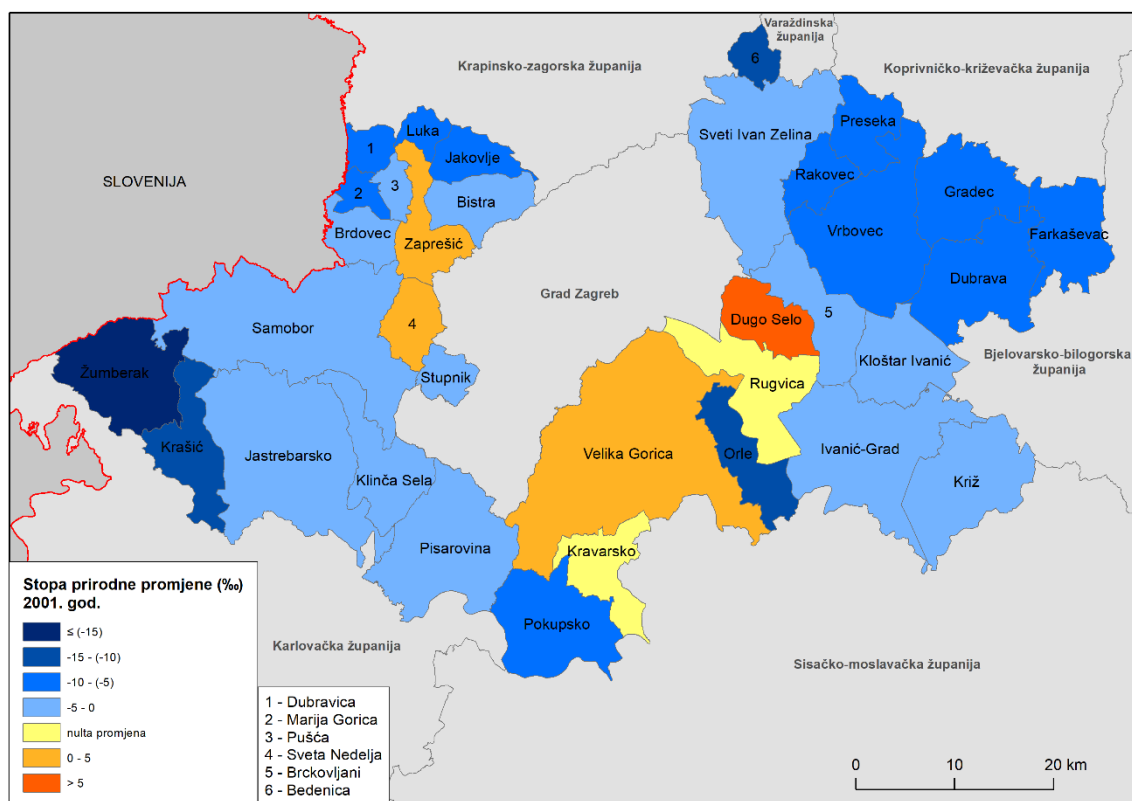 Varaždinska
županija
6
Krapinsko-zagorska županija
Koprivničko-križevačka županija
Luka
Preseka
Sveti Ivan Zelina
1
Jakovlje
SLOVENIJA
3
Rakovec
Gradec
2
Bistra
Brdovec
Vrbovec
Farkaševac
Zaprešić
Dubrava
Grad Zagreb
5
Dugo Selo
4
Samobor
Kloštar Ivanić
Bjelovarsko-bilogorska
županija
Žumberak
Stupnik
Rugvica
Krašić
Jastrebarsko
Velika Gorica
Orle
Ivanić-Grad
Klinča Sela
Križ
Pisarovina
Kravarsko
Pokupsko
Karlovačka županija
Sisačko-moslavačka županija
Stopa prirodne promjene (‰)
2001. god.
≤ (-15)
-15 - (-10)
-10 - (-5)
-5 - 0
nulta promjena
0 - 5
> 5
1 - Dubravica
2 - Marija Gorica
3 - Pušća
4 - Sveta Nedelja
5 - Brckovljani
6 - Bedenica
0 10 20 km